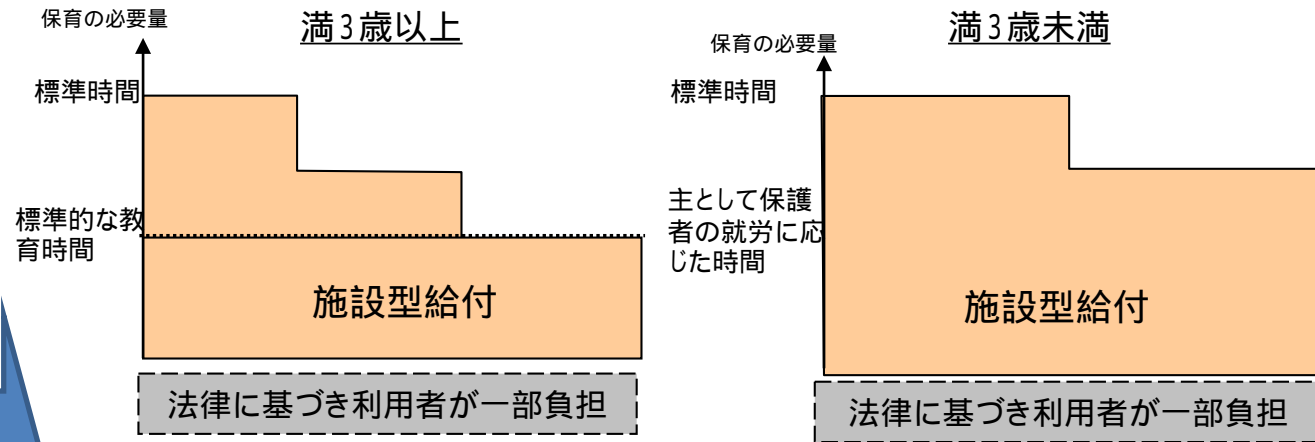 保育の必要量
満3歳以上
標準時間
標準的な教
育時間
施設型給付
法律に基づき利用者が一部負担
満3歳未満
保育の必要量
標準時間
主として保護
者の就労に応
じた時間
施設型給付
法律に基づき利用者が一部負担